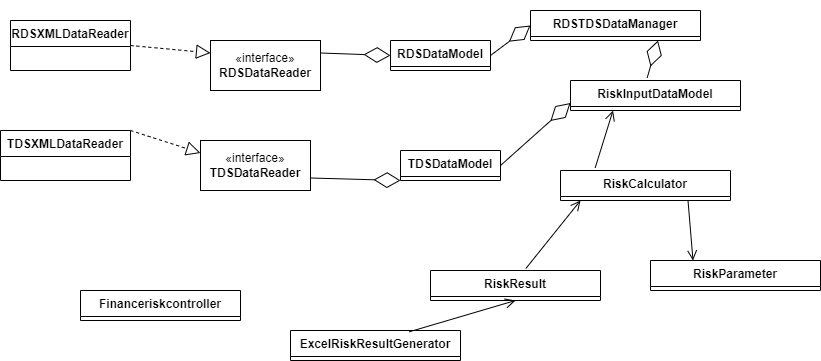 RDSXMLDataReader
«interface»
RDSDataReader
RDSDataModel
RDSTDSDataManager
RiskInputDataModel
TDSXMLDataReader
«interface»
TDSDataReader
TDSDataModel
RiskCalculator
RiskParameter
RiskResult
Financeriskcontroller
ExcelRiskResultGenerator